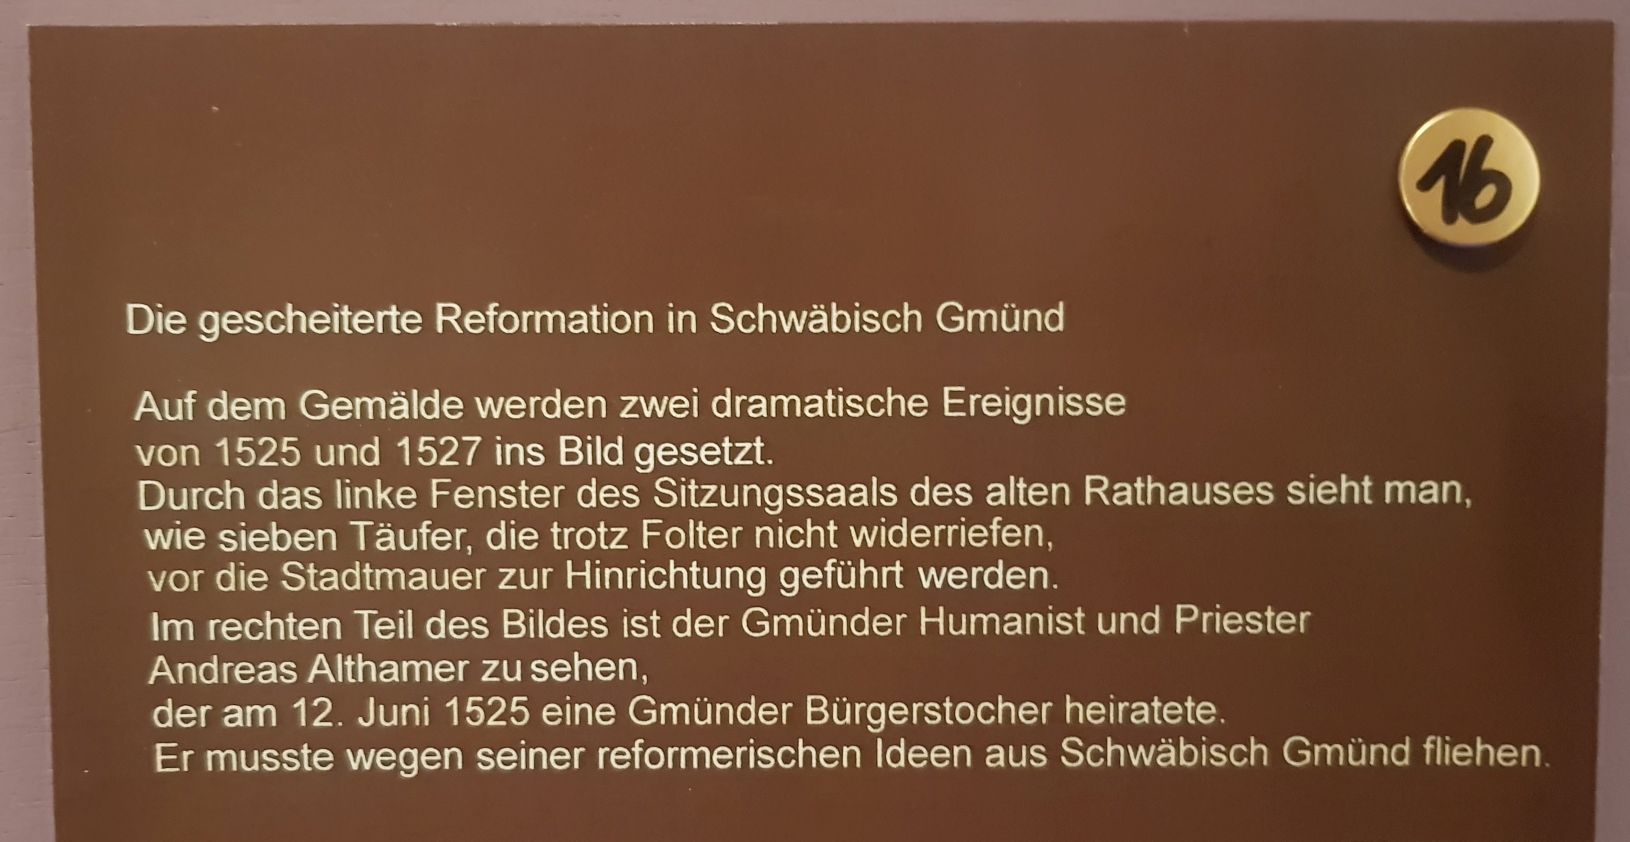 16
Die gescheiterte Reformation in Schwäbisch Gmünd
Auf dem Gemälde werden zwei dramatische Ereignisse
von 1525 und 1527 ins Bild gesetzt.
Durch das linke Fenster des Sitzungssaals des alten Rathauses sieht man,
wie sieben Täufer, die trotz Folter nicht widerriefen,
vor die Stadtmauer zur Hinrichtung geführt werden.
Im rechten Teil des Bildes ist der Gmünder Humanist und Priester
Andreas Althamer zu sehen,
der am 12. Juni 1525 eine Gmünder Bürgerstocher heiratete.
Er musste wegen seiner reformerischen Ideen aus Schwäbisch Gmünd fliehen.